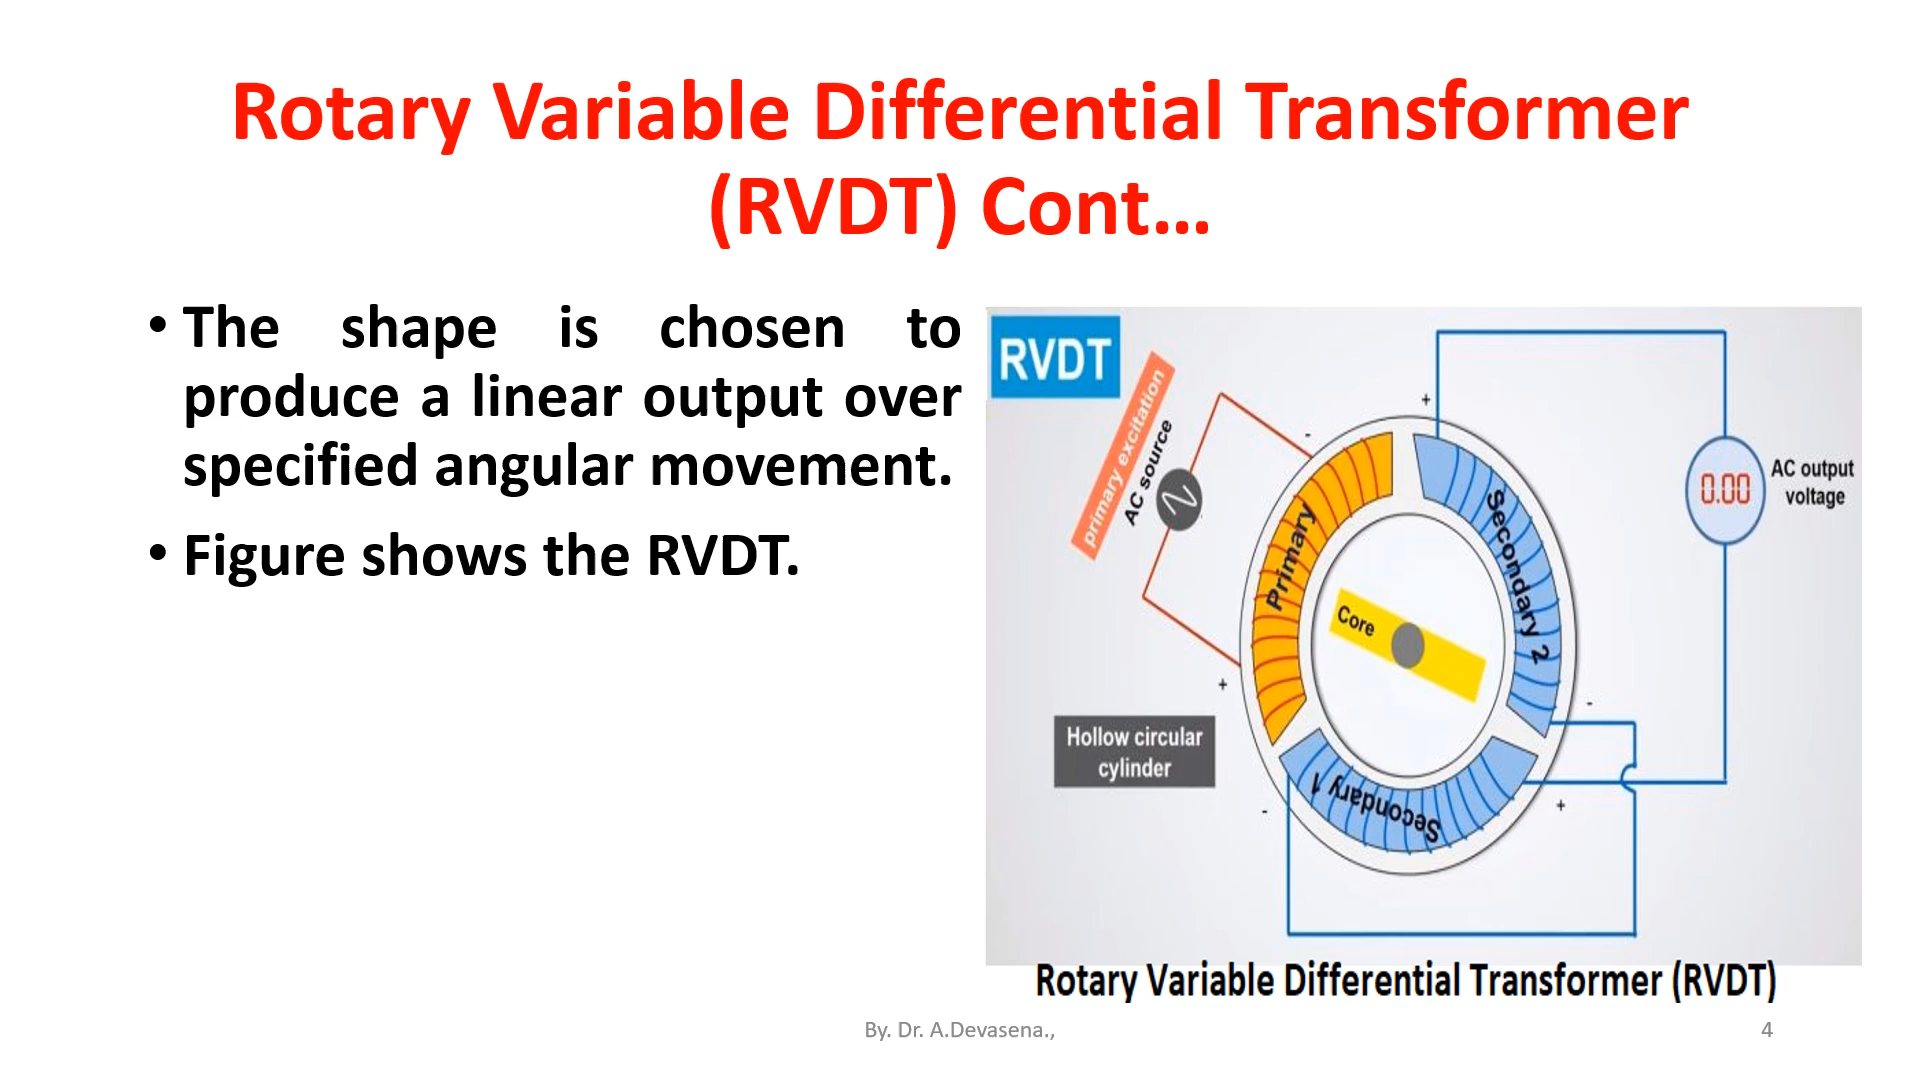 Rotary Variable Differential Transformer
(RVDT) Cont...
• The shape is chosen to
produce a linear output over
specified angular movement.
• Figure shows the RVDT.
RVDT
primary excitation
AC source
-
+
Primary
Secondary 2
Secondary 1
Core
+
-
-
+
0.00
AC output
voltage
Hollow circular
cylinder
Rotary Variable Differential Transformer (RVDT)
By. Dr. A.Devasena.,
4